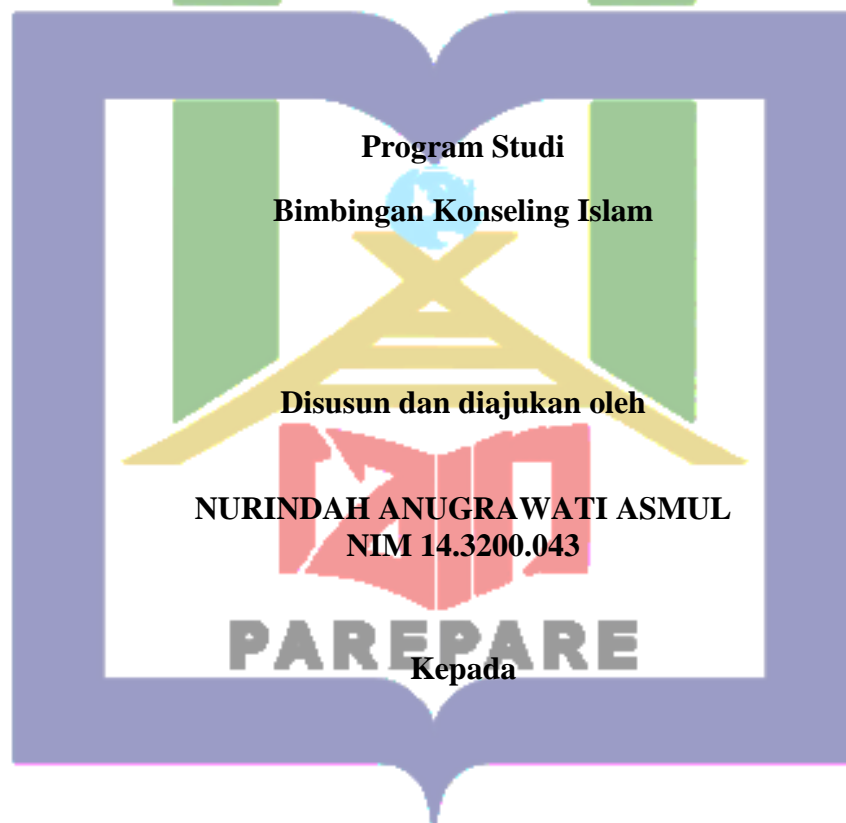 Program Studi
Bimbingan Konseling Islam
Disusun dan diajukan oleh
NURINDAH ANUGRAWATI ASMUL
NIM 14.3200.043
PAREPARE
Kepada